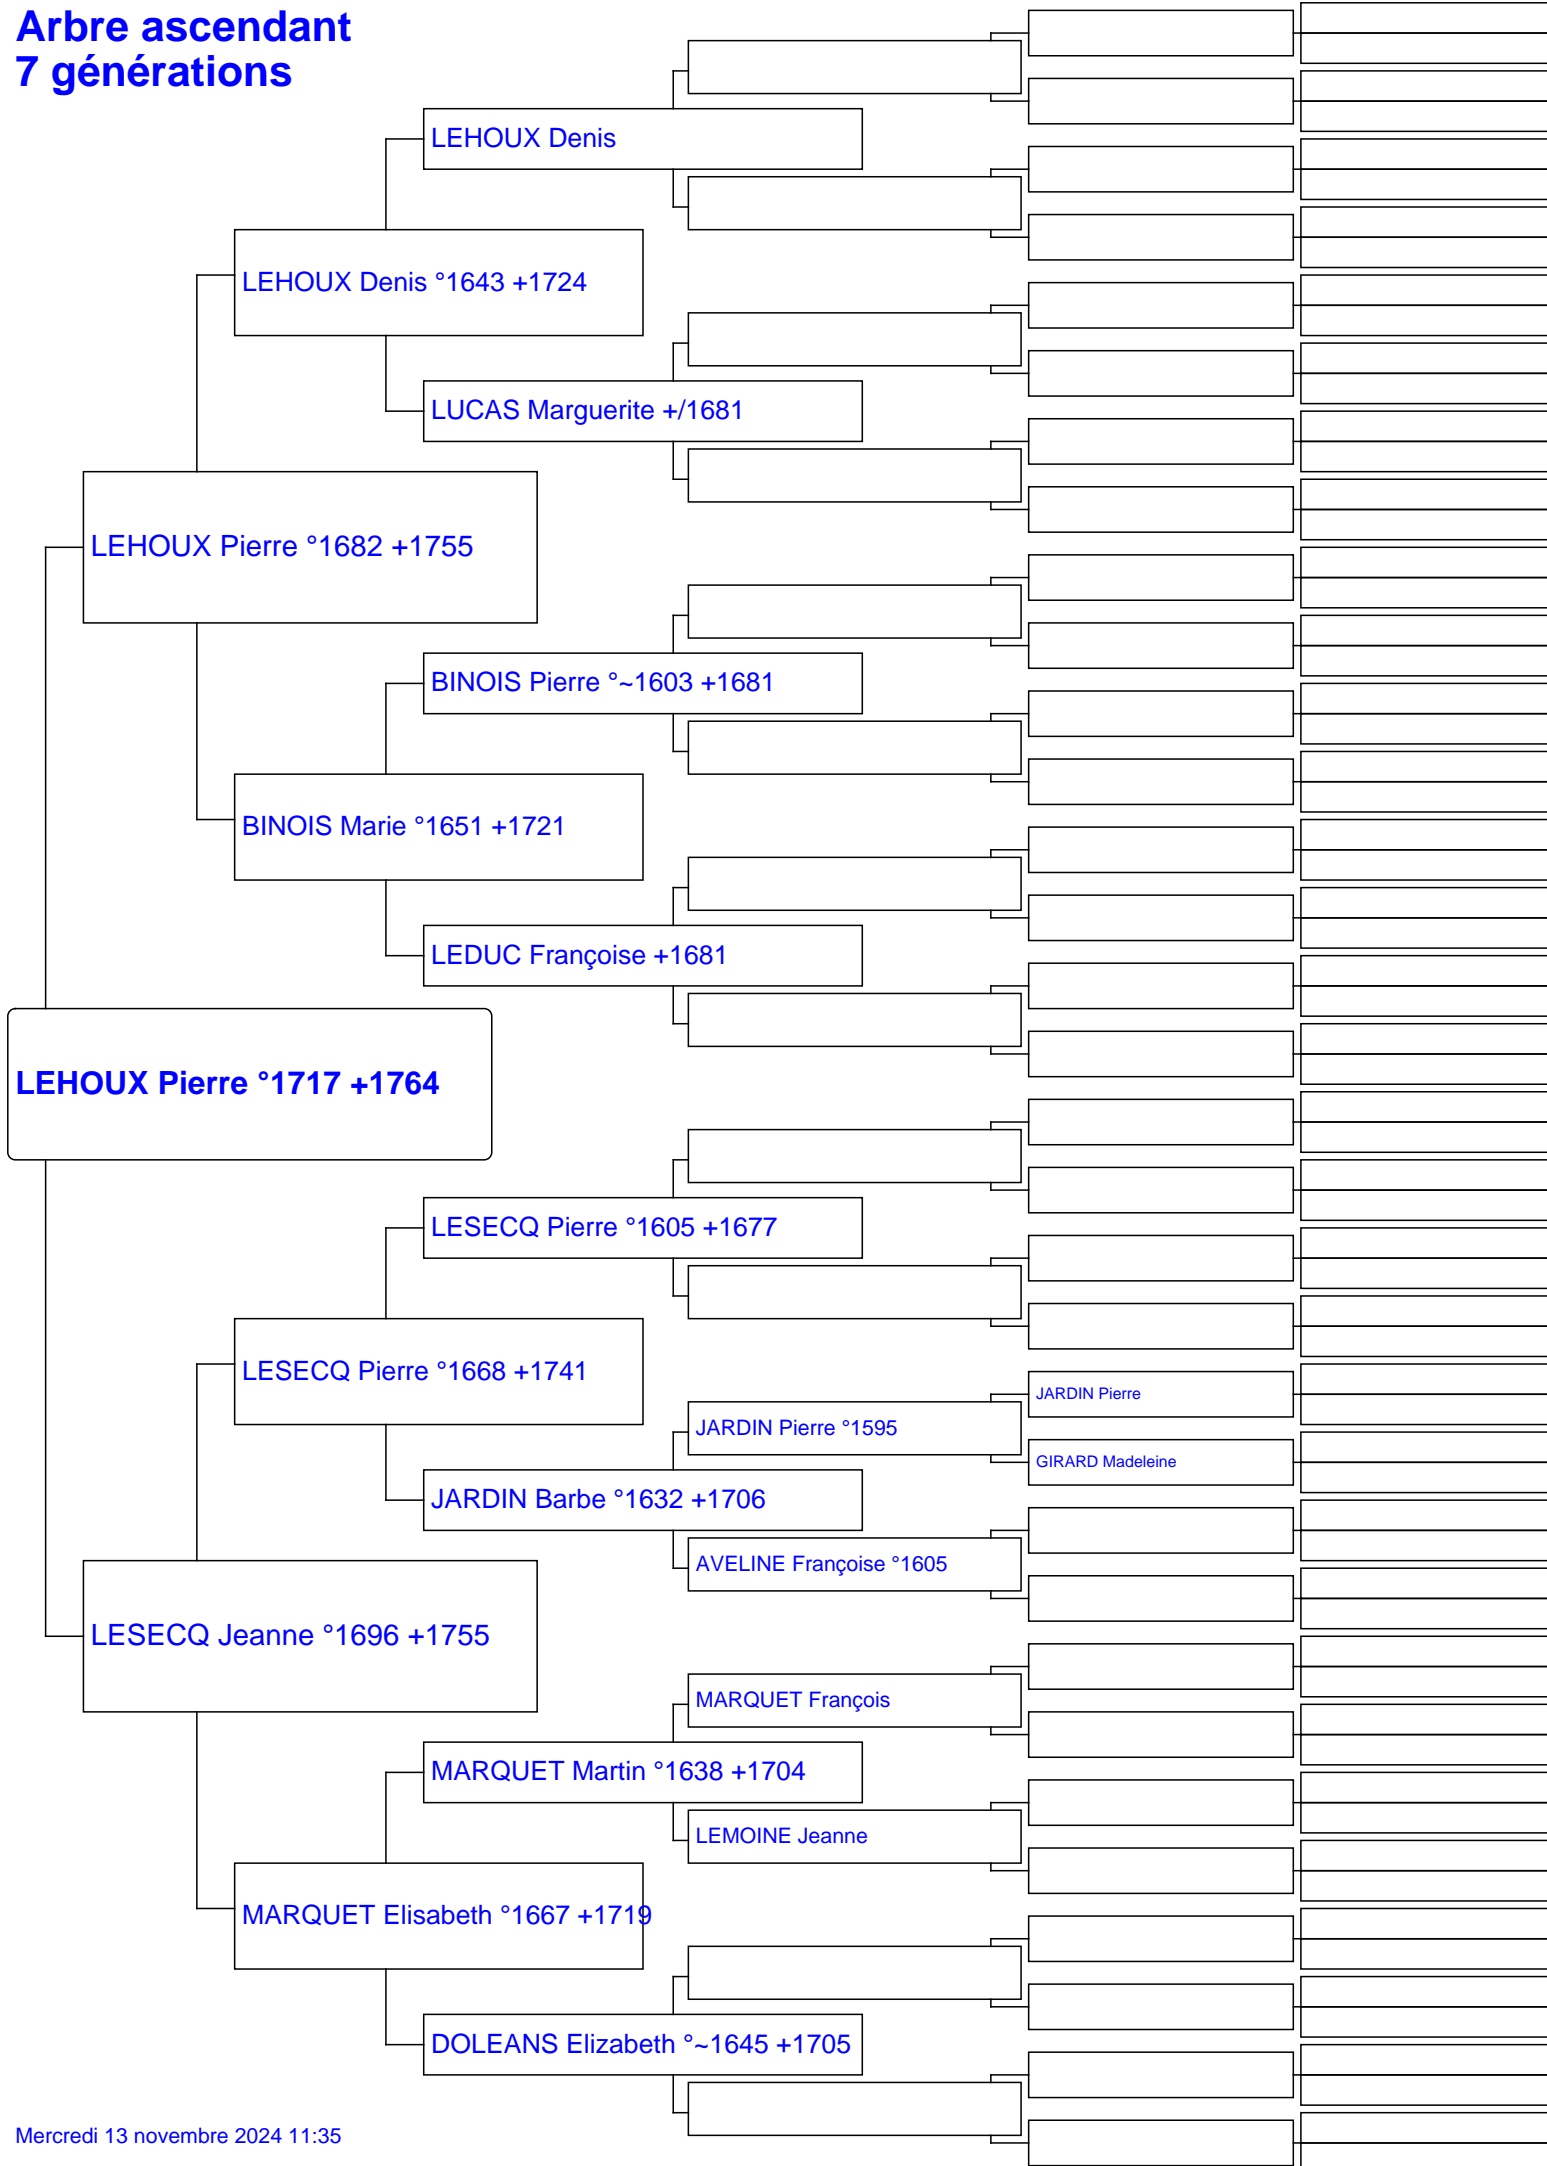 Arbre ascendant
7 générations
LEHOUX Denis
LEHOUX Denis °1643 +1724
LUCAS Marguerite +/1681
LEHOUX Pierre °1682 +1755
BINOIS Pierre °~1603 +1681
BINOIS Marie °1651 +1721
LEDUC Françoise +1681
LEHOUX Pierre °1717 +1764
LESECQ Pierre °1605 +1677
LESECQ Pierre °1668 +1741
JARDIN Pierre
JARDIN Pierre °1595
GIRARD Madeleine
JARDIN Barbe °1632 +1706
AVELINE Françoise °1605
LESECQ Jeanne °1696 +1755
MARQUET François
MARQUET Martin °1638 +1704
LEMOINE Jeanne
MARQUET Elisabeth °1667 +1719
DOLEANS Elizabeth °~1645 +1705
Mercredi 13 novembre 2024 11:35